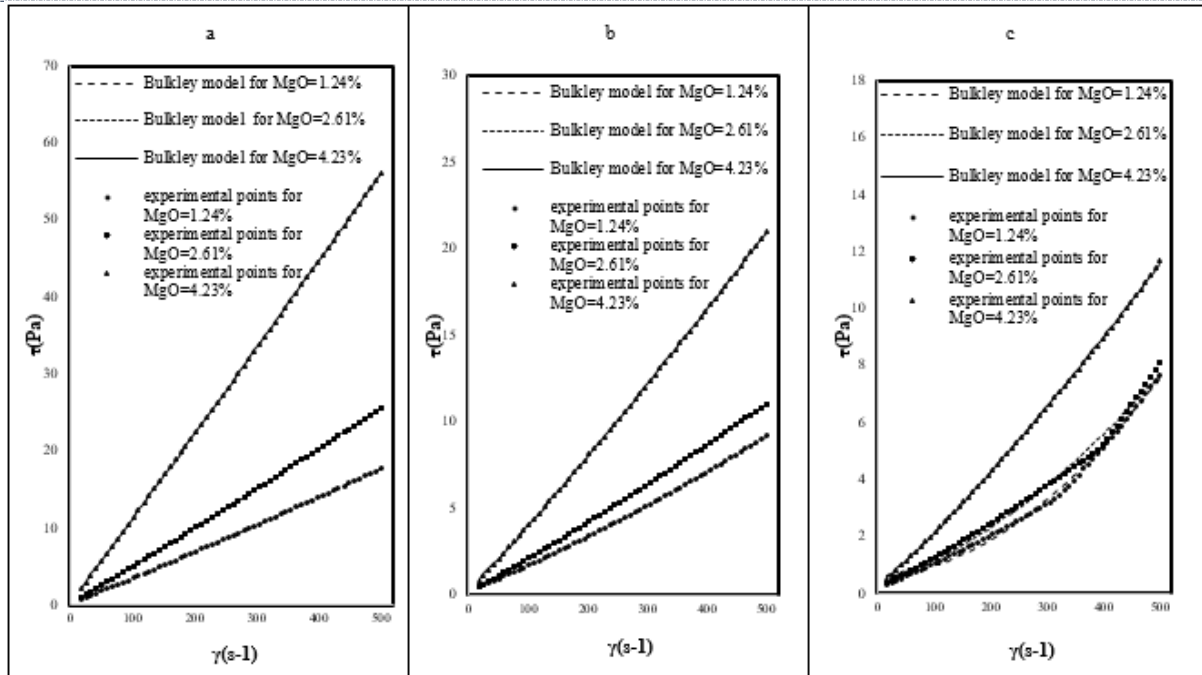 a
70
60
50
40
30
20
10
0
Bulkley model for MgO=1.24%
Bulkley model for MgO=2.61%
Bulkley model for MgO=4.23%
experimental points for
MgO=1.24%
experimental points for
MgO=2.61%
experimental points for
MgO=4.23%
τ(Pa)
0 100 200 300 400 500
γ(s-1)
b
30
25
20
15
10
5
0
Bulkley model for MgO=1.24%
Bulkley model for MgO=2.61%
Bulkley model for MgO=4.23%
experimental points for
MgO=1.24%
experimental points for
MgO=2.61%
experimental points for
MgO=4.23%
τ(Pa)
0 100 200 300 400 500
γ(s-1)
c
18
16
14
12
10
8
6
4
2
0
Bulkley model for MgO=1.24%
Bulkley model for MgO=2.61%
Bulkley model for MgO=4.23%
experimental points for
MgO=1.24%
experimental points for
MgO=2.61%
experimental points for
MgO=4.23%
τ(Pa)
0 100 200 300 400 500
γ(s-1)